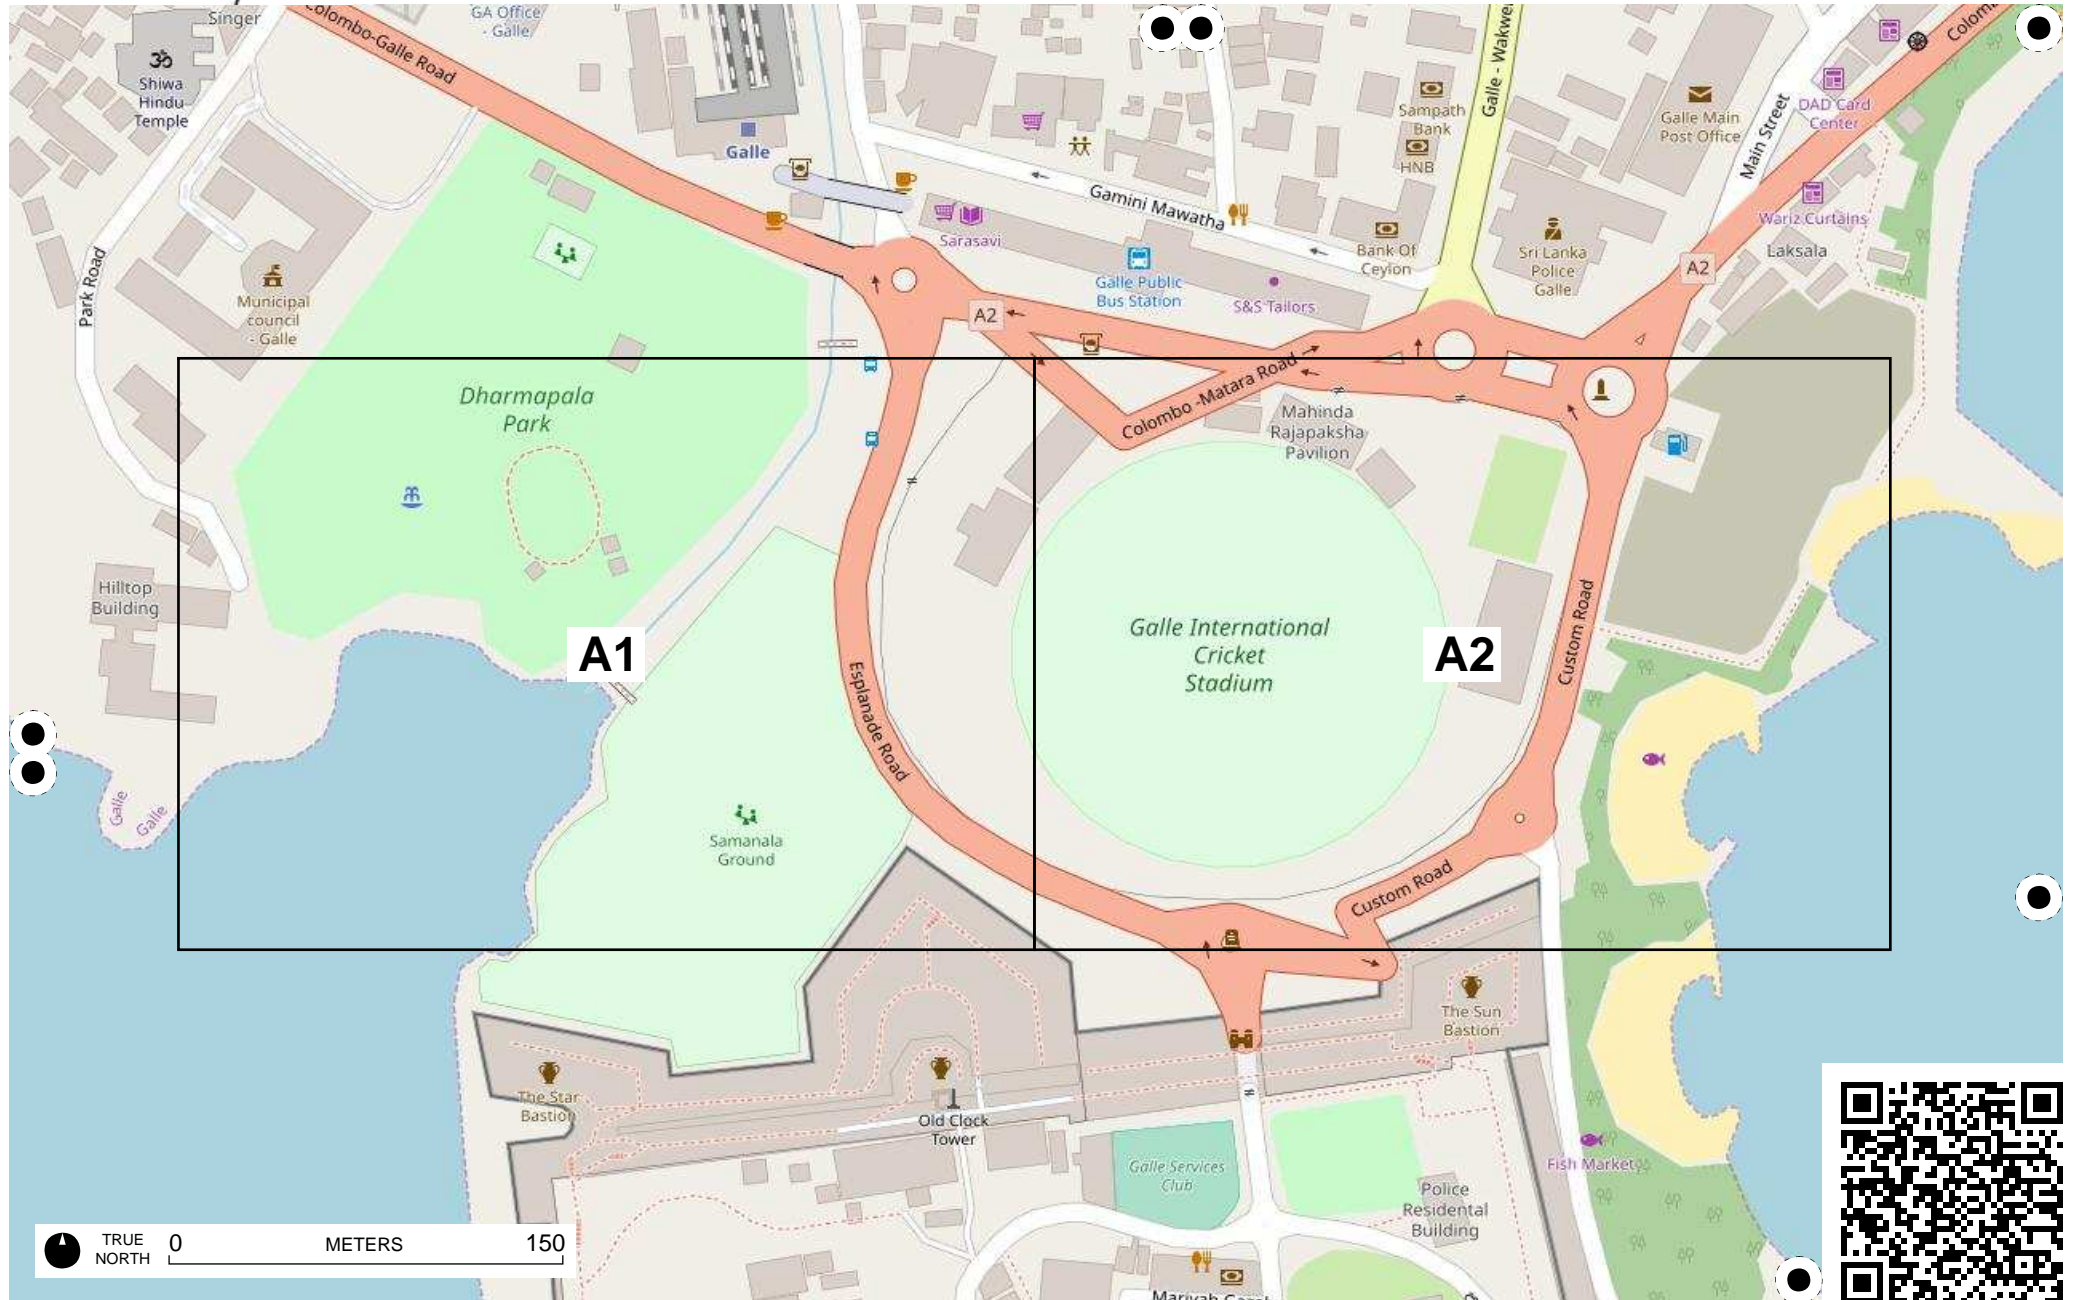 Singer
GA Office
- Galle
Colombo-Galle Road
Shiwa
Hindu
Temple
Galle
Sampath
Bank
HNB
Galle Main
Post Office
DAD Card
Center
Main Street
Gamini Mawatha
Sarasavi
Wariz Curtains
Laksala
Bank Of
Ceylon
Sri Lanka
Police
Galle
Galle Public
Bus Station
S&S Tailors
A2
A2
Park Road
Municipal
council
- Galle
Dharmapala
Park
Colombo -Matara Road
Mahinda
Rajapaksha
Pavilion
Hilltop
Building
A1
Galle International
Cricket
Stadium
A2
Custom Road
Esplanade Road
Galle
Galle
Samanala
Ground
Custom Road
The Sun
Bastion
The Star
Bastion
Old Clock
Tower
Galle Services
Club
Fish Market
Police
Residental
Building
TRUE
NORTH
0 METERS 150